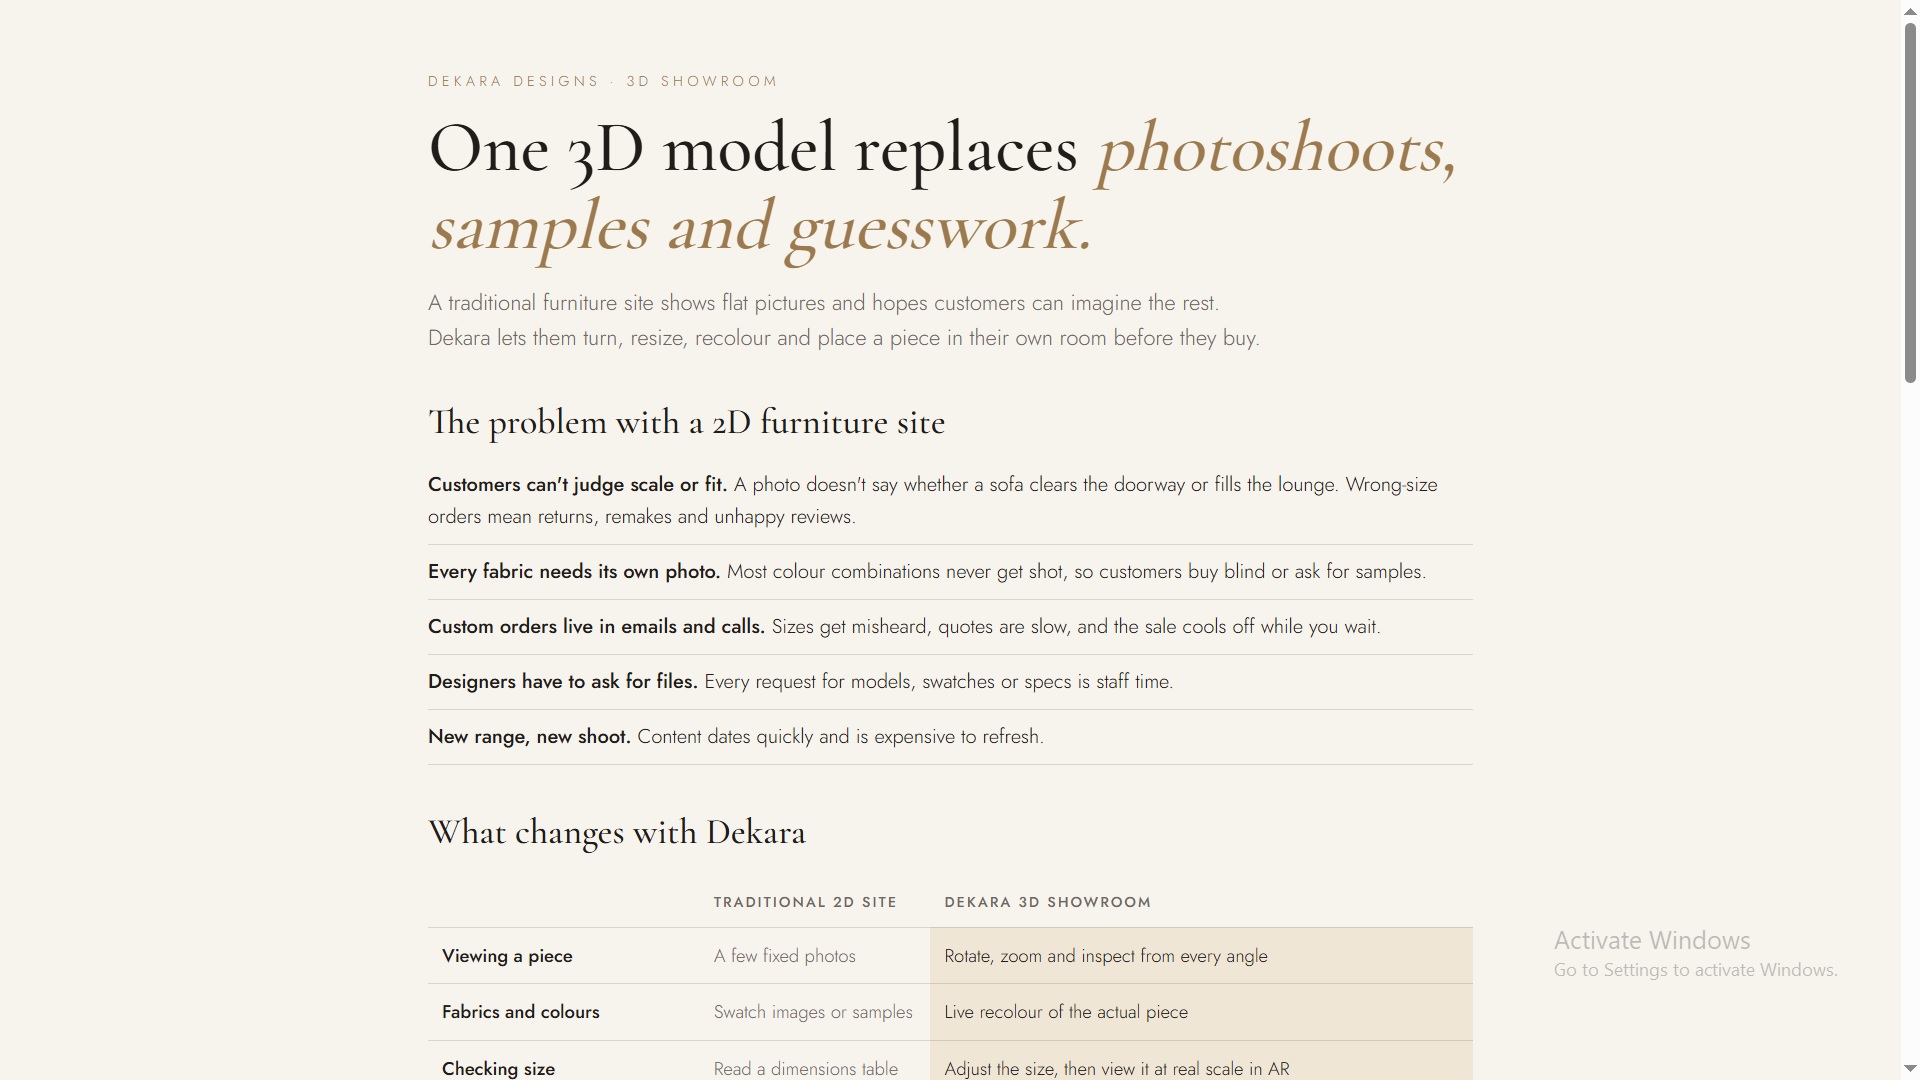 DEKARA DESIGNS · 3D SHOWROOM
One 3D model replaces photoshoots,
samples and guesswork.
A traditional furniture site shows flat pictures and hopes customers can imagine the rest.
Dekara lets them turn, resize, recolour and place a piece in their own room before they buy.
The problem with a 2D furniture site
Customers can't judge scale or fit. A photo doesn't say whether a sofa clears the doorway or fills the lounge. Wrong-size
orders mean returns, remakes and unhappy reviews.
Every fabric needs its own photo. Most colour combinations never get shot, so customers buy blind or ask for samples.
Custom orders live in emails and calls. Sizes get misheard, quotes are slow, and the sale cools off while you wait.
Designers have to ask for files. Every request for models, swatches or specs is staff time.
New range, new shoot. Content dates quickly and is expensive to refresh.
What changes with Dekara
TRADITIONAL 2D SITE DEKARA 3D SHOWROOM
Viewing a piece A few fixed photos Rotate, zoom and inspect from every angle
Fabrics and colours Swatch images or samples Live recolour of the actual piece
Checking size Read a dimensions table Adjust the size, then view it at real scale in AR
Activate Windows
Go to Settings to activate Windows.